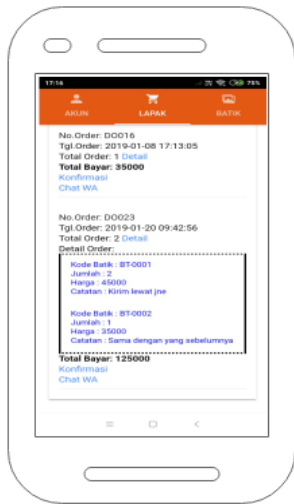 17:16 75%
AKUN LAPAK BATIK
No.Order: DO016
Tgl.Order: 2019-01-08 17:13:05
Total Order: 1 Detail
Total Bayar: 35000
Konfirmasi
Chat WA
No.Order: DO023
Tgl.Order: 2019-01-20 09:42:56
Total Order: 2 Detail
Detail Order:
Kode Batik : BT-0001
Jumlah : 2
Harga : 45000
Catatan : Kirim lewat jne
Kode Batik : BT-0002
Jumlah : 1
Harga : 35000
Catatan : Sama dengan yang sebelumnya
Total Bayar: 125000
Konfirmasi
Chat WA